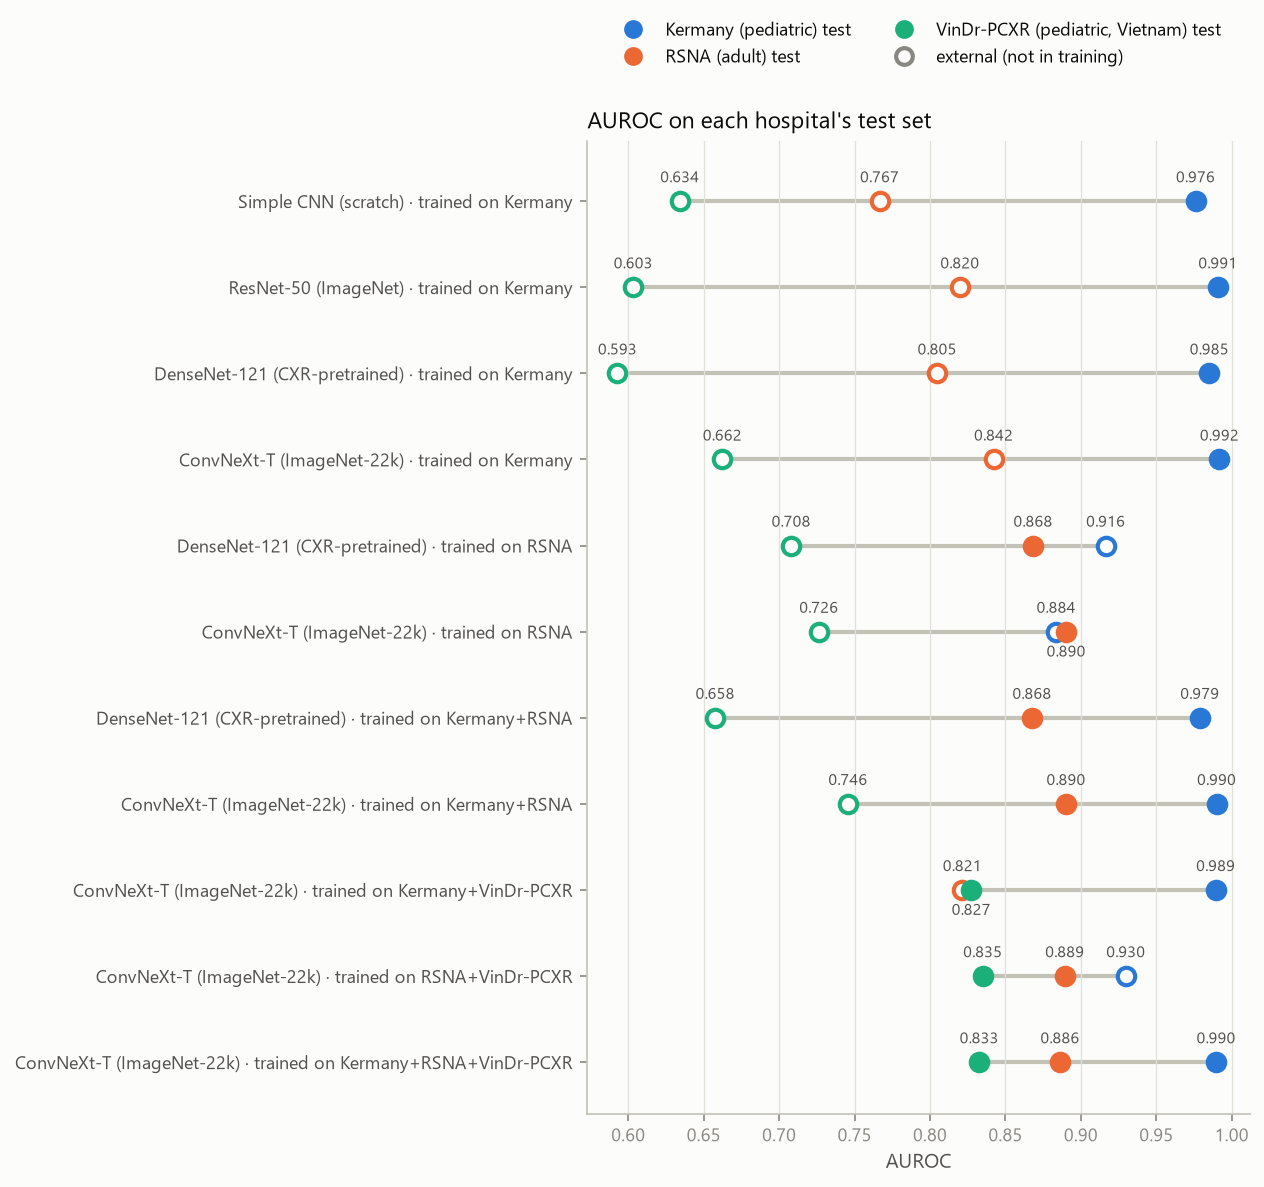 Kermany (pediatric) test
VinDr-PCXR (pediatric, Vietnam) test
RSNA (adult) test
external (not in training)
AUROC on each hospital's test set
Simple CNN (scratch) · trained on Kermany
0.634 0.767 0.976
ResNet-50 (ImageNet) · trained on Kermany
0.603 0.820 0.991
DenseNet-121 (CXR-pretrained) · trained on Kermany
0.593 0.805 0.985
ConvNeXt-T (ImageNet-22k) · trained on Kermany
0.662 0.842 0.992
DenseNet-121 (CXR-pretrained) · trained on RSNA
0.708 0.868 0.916
ConvNeXt-T (ImageNet-22k) · trained on RSNA
0.726 0.884
0.890
DenseNet-121 (CXR-pretrained) · trained on Kermany+RSNA
0.658 0.868 0.979
ConvNeXt-T (ImageNet-22k) · trained on Kermany+RSNA
0.746 0.890 0.990
ConvNeXt-T (ImageNet-22k) · trained on Kermany+VinDr-PCXR
0.821 0.989
0.827
ConvNeXt-T (ImageNet-22k) · trained on RSNA+VinDr-PCXR
0.835 0.889 0.930
ConvNeXt-T (ImageNet-22k) · trained on Kermany+RSNA+VinDr-PCXR
0.833 0.886 0.990
0.60 0.65 0.70 0.75 0.80 0.85 0.90 0.95 1.00
AUROC